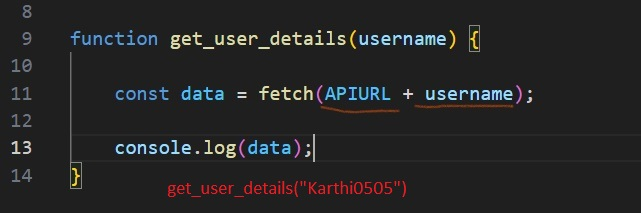 8
9 function get_user_details(username) {
10
11 const data = fetch(APIURL + username);
12
13 console.log(data);
14 }
get_user_details("Karthi0505")